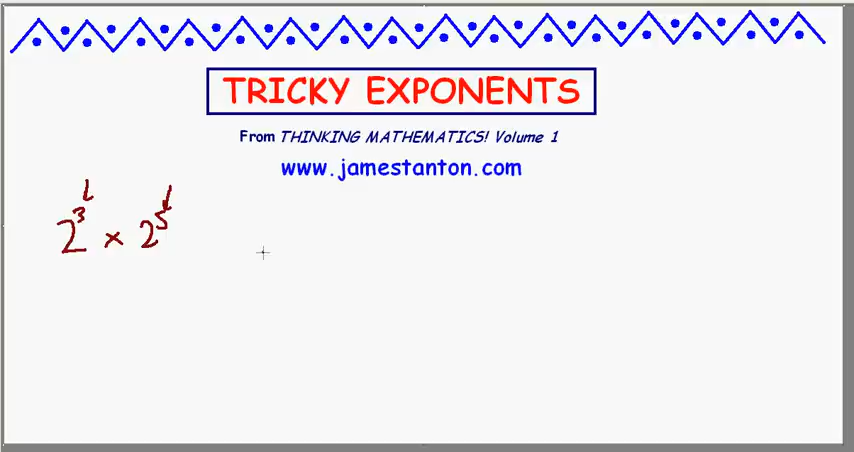 TRICKY EXPONENTS
From THINKING MATHEMATICS! Volume 1
www.jamestanton.com
2³ × 2⁵